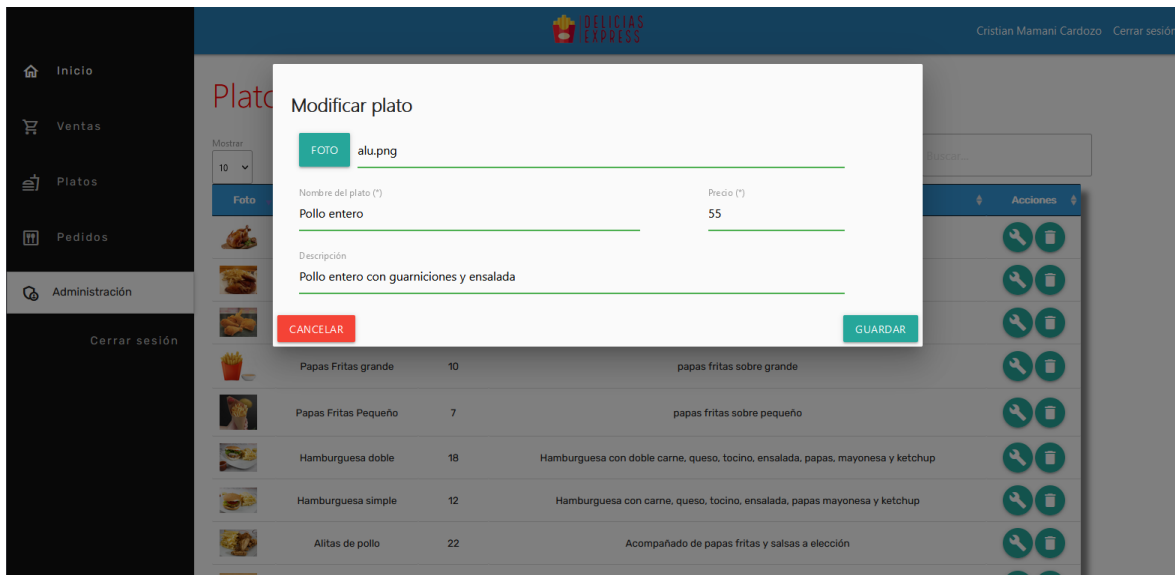 DELICIAS
EXPRESS
Cristian Mamani Cardozo Cerrar sesión
Inicio
Ventas
Platos
Pedidos
Administración
Cerrar sesión
Mostrar
10
Buscar...
Foto
Acciones
Modificar plato
FOTO alu.png
Nombre del plato (*) Precio (*)
Pollo entero 55
Descripción
Pollo entero con guarniciones y ensalada
CANCELAR GUARDAR
Papas Fritas grande 10 papas fritas sobre grande
Papas Fritas Pequeño 7 papas fritas sobre pequeño
Hamburguesa doble 18 Hamburguesa con doble carne, queso, tocino, ensalada, papas, mayonesa y ketchup
Hamburguesa simple 12 Hamburguesa con carne, queso, tocino, ensalada, papas mayonesa y ketchup
Alitas de pollo 22 Acompañado de papas fritas y salsas a elección